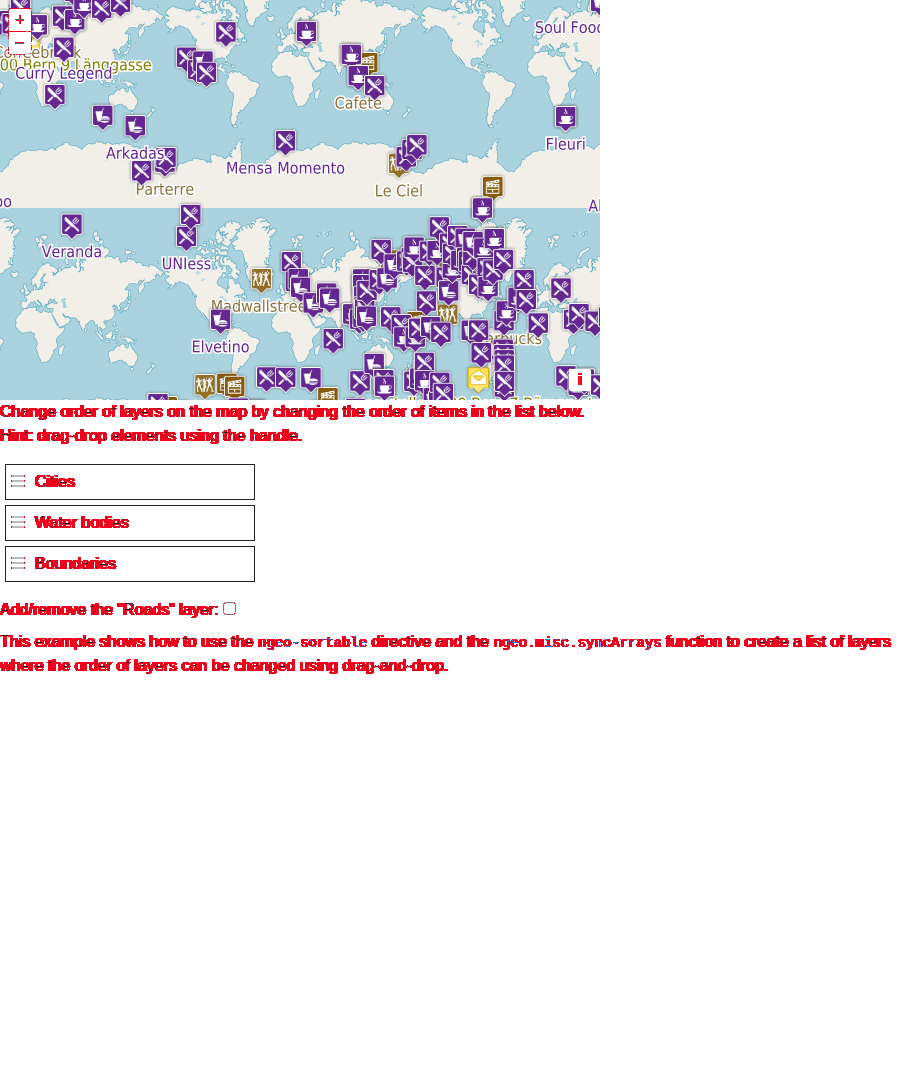 +
Soul Food
−
00 Bern 9 Länggasse
Curry Legend
Cafete
Fleuri
Arkadas
Mensa Momento
Parterre
Le Ciel
Veranda
UNIess
Elvetino
i
Change order of layers on the map by changing the order of items in the list below.
Hint: drag-drop elements using the handle.
Cities
Water bodies
Boundaries
Add/remove the "Roads" layer:
This example shows how to use the ngeo-sortable directive and the ngeo.misc.syncArrays function to create a list of layers
where the order of layers can be changed using drag-and-drop.